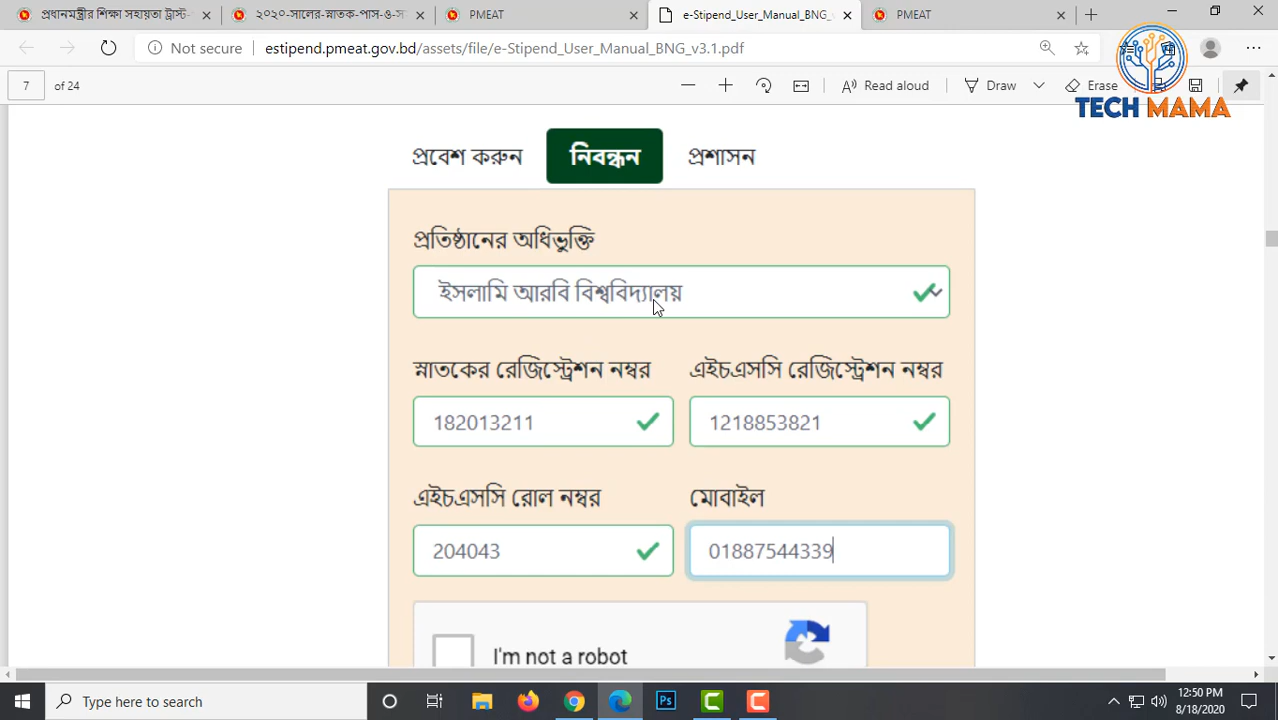 প্রধানমন্ত্রীর শিক্ষা সহায়তা ট্রাস্ট-
২০২০-সালের-স্নাতক-পাস-ও-স
PMEAT
e-Stipend_User_Manual_BNG_v
PMEAT
Not secure
estipend.pmeat.gov.bd/assets/file/e-Stipend_User_Manual_BNG_v3.1.pdf
7 of 24
Read aloud
Draw
Erase
TECH MAMA
প্রবেশ করুন নিবন্ধন প্রশাসন
প্রতিষ্ঠানের অধিভুক্তি
ইসলামি আরবি বিশ্ববিদ্যালয়
স্নাতকের রেজিস্ট্রেশন নম্বর এইচএসসি রেজিস্ট্রেশন নম্বর
182013211 1218853821
এইচএসসি রোল নম্বর মোবাইল
204043 01887544339
I'm not a robot
Type here to search
12:50 PM
8/18/2020